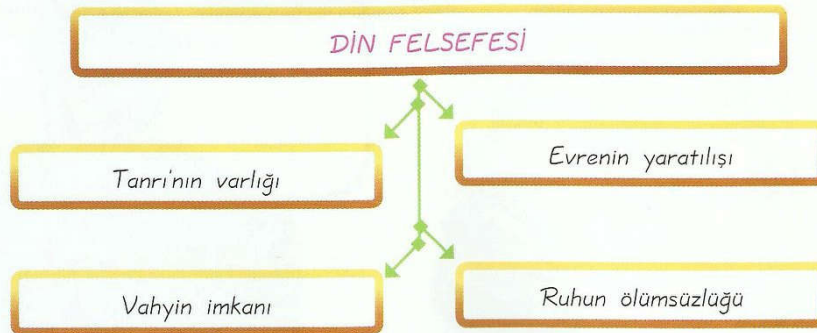 DİN FELSEFESİ
Tanrı'nın varlığı
Evrenin yaratılışı
Vahyin imkanı
Ruhun ölümsüzlüğü